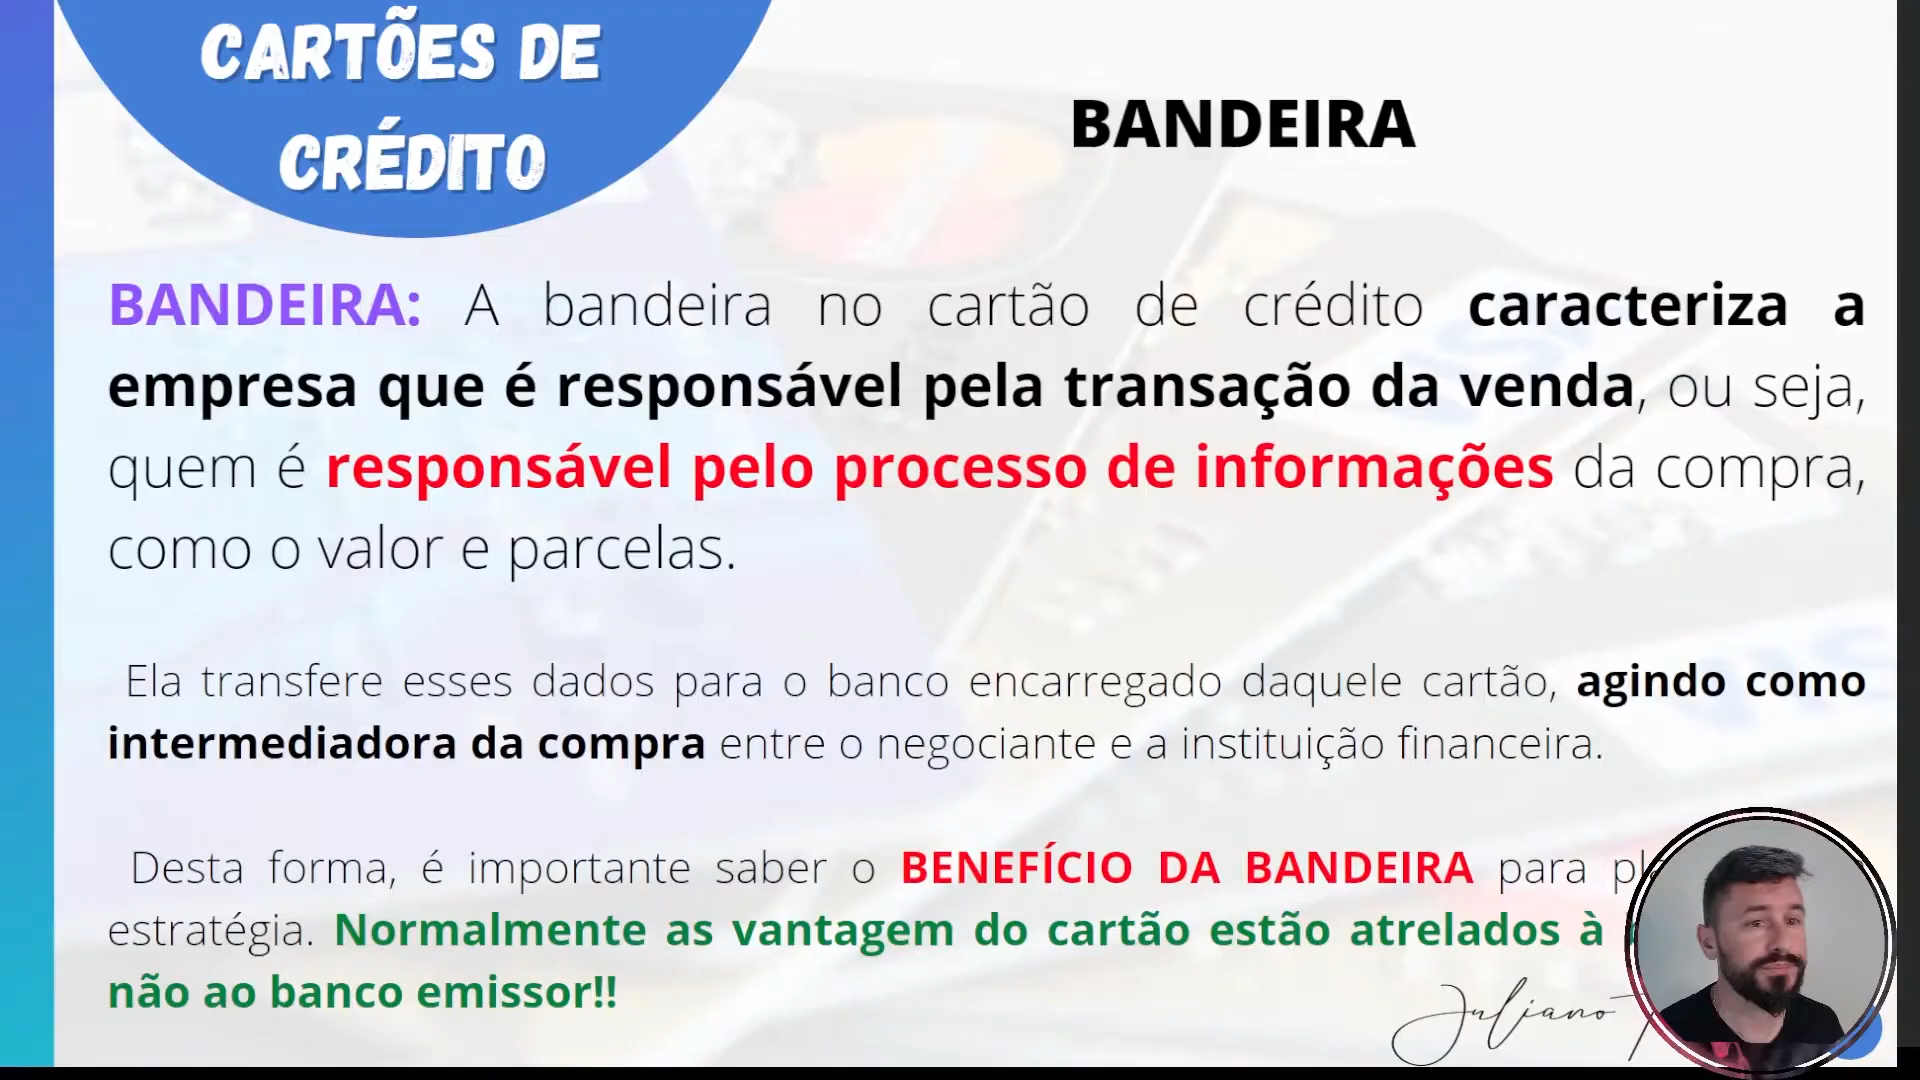 CARTÕES DE
CRÉDITO
BANDEIRA
BANDEIRA: A bandeira no cartão de crédito caracteriza a
empresa que é responsável pela transação da venda, ou seja,
quem é responsável pelo processo de informações da compra,
como o valor e parcelas.
Ela transfere esses dados para o banco encarregado daquele cartão, agindo como
intermediadora da compra entre o negociante e a instituição financeira.
Desta forma, é importante saber o BENEFÍCIO DA BANDEIRA para
estratégia. Normalmente as vantagem do cartão estão atrelados à
não ao banco emissor!!
Juliano